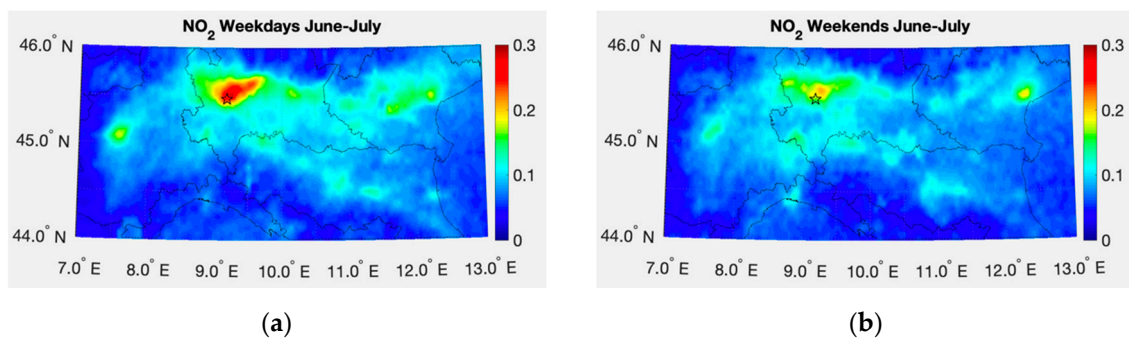 NO2 Weekdays June-July
46.0° N
45.0° N
44.0° N
7.0° E 8.0° E 9.0° E 10.0° E 11.0° E 12.0° E 13.0° E
0.3
0.2
0.1
0
(a)
NO2 Weekends June-July
46.0° N
45.0° N
44.0° N
7.0° E 8.0° E 9.0° E 10.0° E 11.0° E 12.0° E 13.0° E
0.3
0.2
0.1
0
(b)